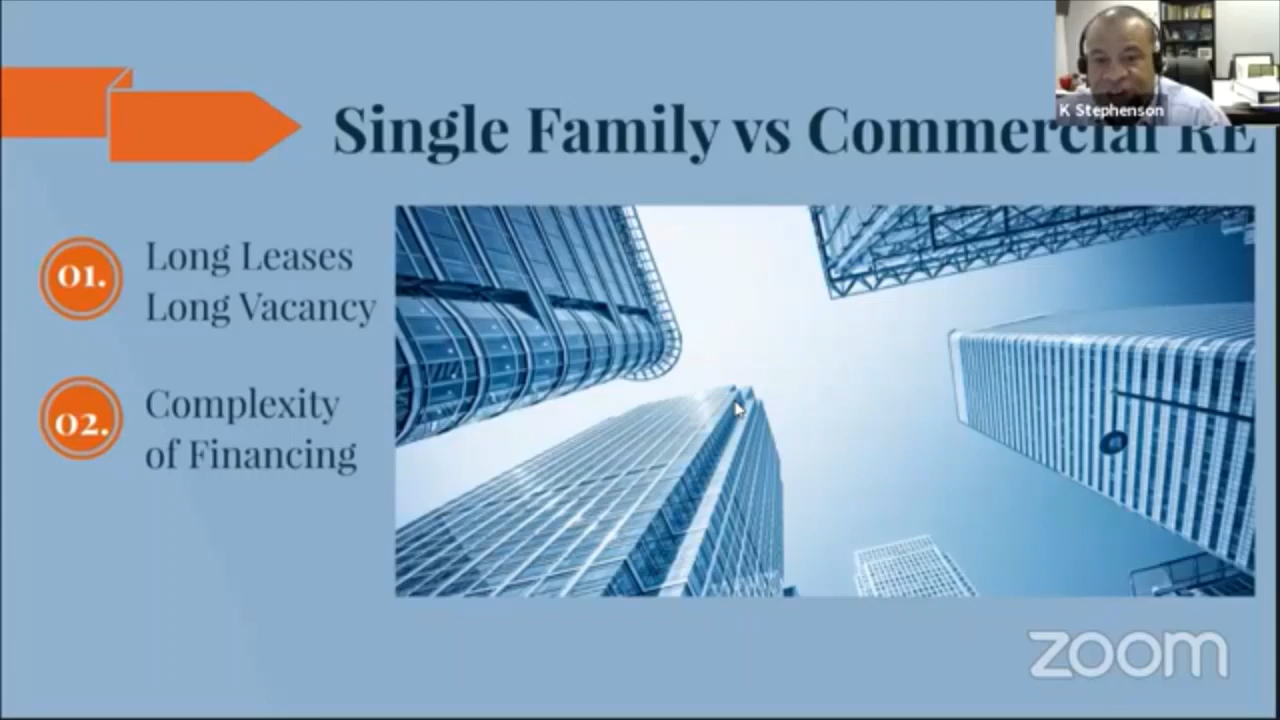 K Stephenson
Single Family vs Commercial RE
01.
Long Leases
Long Vacancy
02.
Complexity
of Financing
zoom